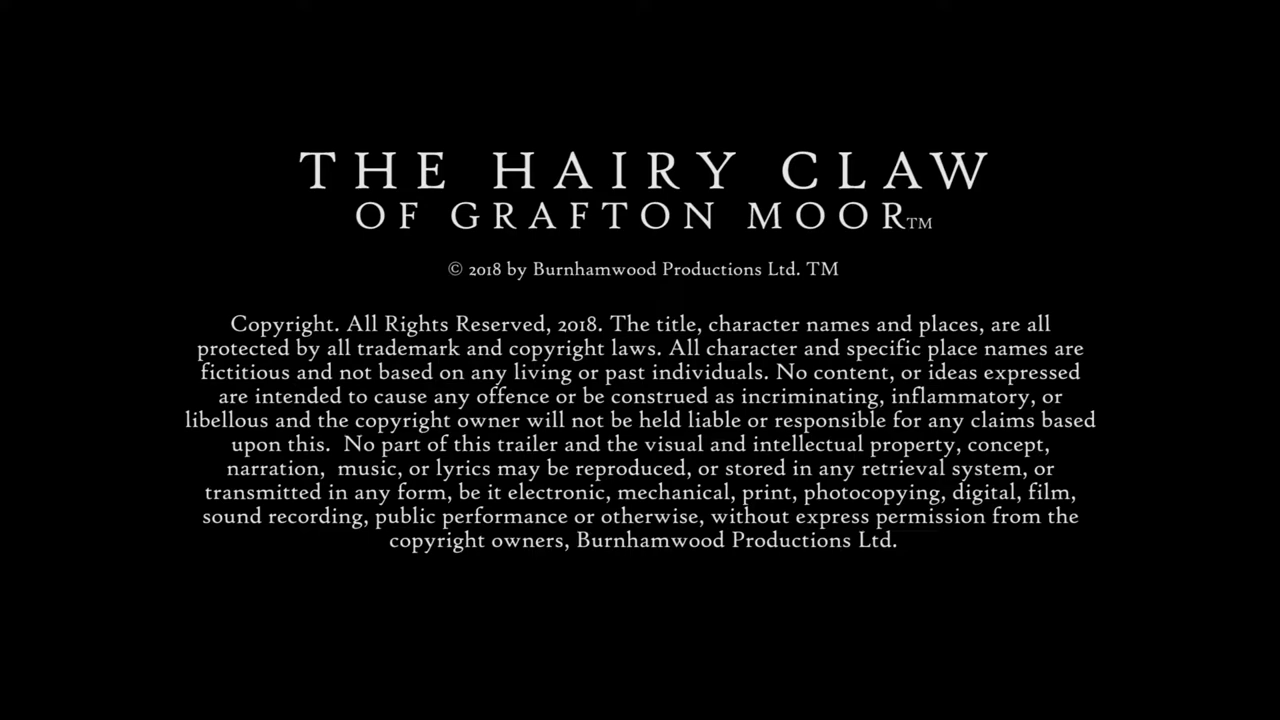 THE HAIRY CLAW
OF GRAFTON MOOR™
© 2018 by Burnhamwood Productions Ltd. TM
Copyright. All Rights Reserved, 2018. The title, character names and places, are all
protected by all trademark and copyright laws. All character and specific place names are
fictitious and not based on any living or past individuals. No content, or ideas expressed
are intended to cause any offence or be construed as incriminating, inflammatory, or
libellous and the copyright owner will not be held liable or responsible for any claims based
upon this.  No part of this trailer and the visual and intellectual property, concept,
narration,  music, or lyrics may be reproduced, or stored in any retrieval system, or
transmitted in any form, be it electronic, mechanical, print, photocopying, digital, film,
sound recording, public performance or otherwise, without express permission from the
copyright owners, Burnhamwood Productions Ltd.